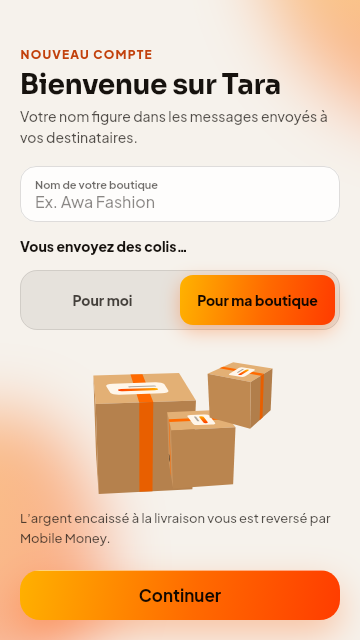 NOUVEAU COMPTE
Bienvenue sur Tara
Votre nom figure dans les messages envoyés à
vos destinataires.
Nom de votre boutique
Ex. Awa Fashion
Vous envoyez des colis…
Pour moi
Pour ma boutique
L'argent encaissé à la livraison vous est reversé par
Mobile Money.
Continuer